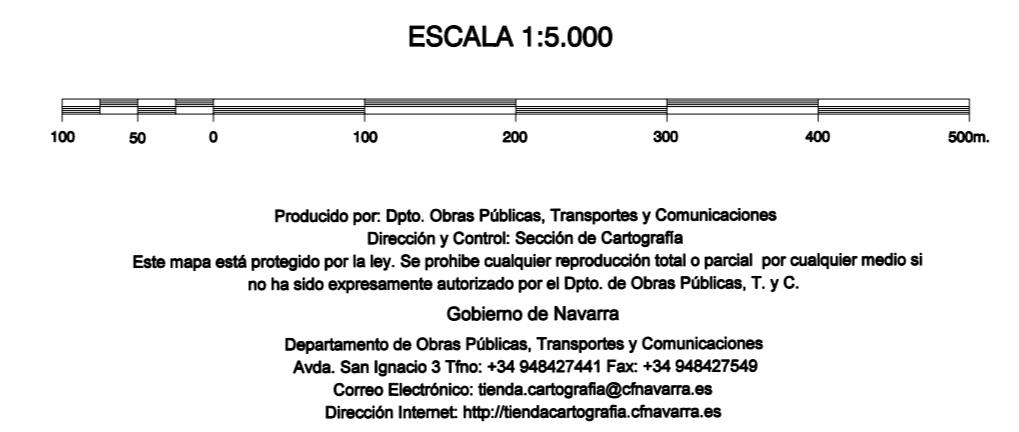 ESCALA 1:5.000
100 50 0 100 200 300 400 500m.
Producido por: Dpto. Obras Públicas, Transportes y Comunicaciones
Dirección y Control: Sección de Cartografía
Este mapa está protegido por la ley. Se prohibe cualquier reproducción total o parcial por cualquier medio si
no ha sido expresamente autorizado por el Dpto. de Obras Públicas, T. y C.
Gobierno de Navarra
Departamento de Obras Públicas, Transportes y Comunicaciones
Avda. San Ignacio 3 Tfno: +34 948427441 Fax: +34 948427549
Correo Electrónico: tienda.cartografia@cfnavarra.es
Dirección Internet: http://tiendacartografia.cfnavarra.es